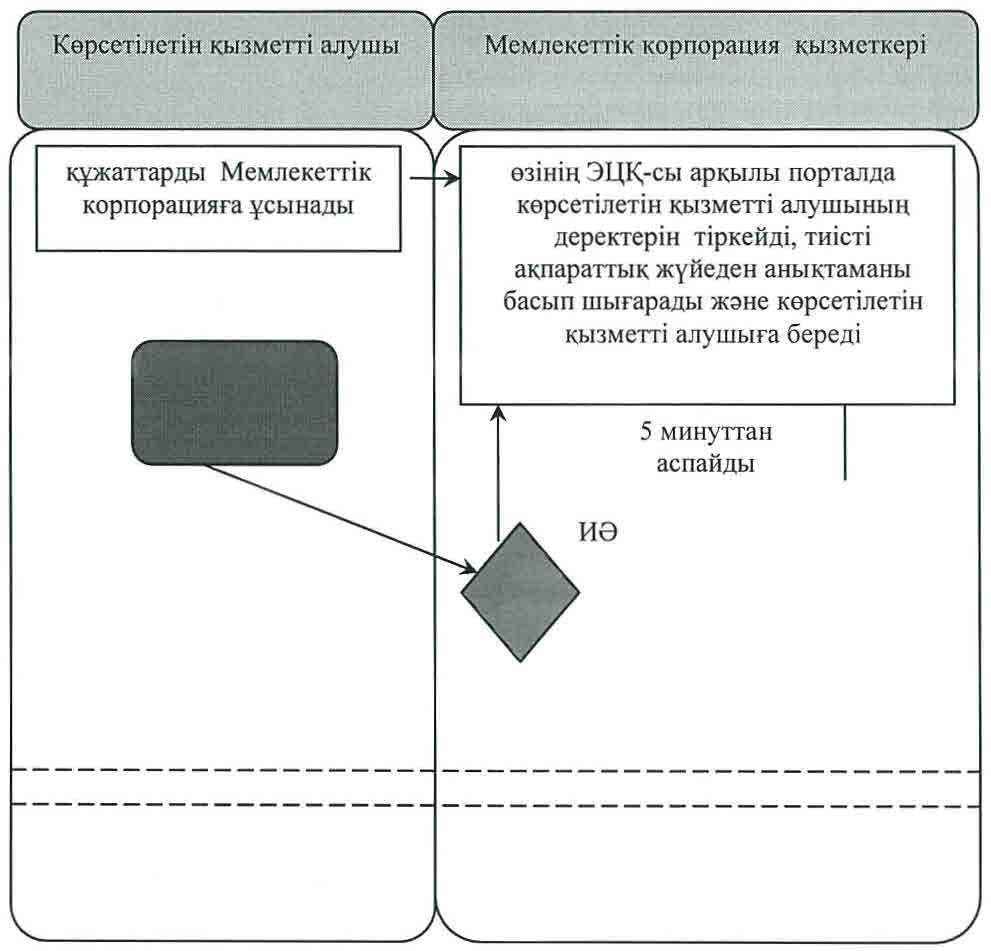 Көрсетілетін қызметті алушы
Мемлекеттік корпорация қызметкері
құжаттарды Мемлекеттік
корпорацияға ұсынады
өзінің ЭЦҚ-сы арқылы порталда
көрсетілетін қызметті алушының
деректерін тіркейді, тиісті
ақпараттық жүйеден анықтаманы
басып шығарады және көрсетілетін
қызметті алушыға береді
5 минуттан
аспайды
ИӘ